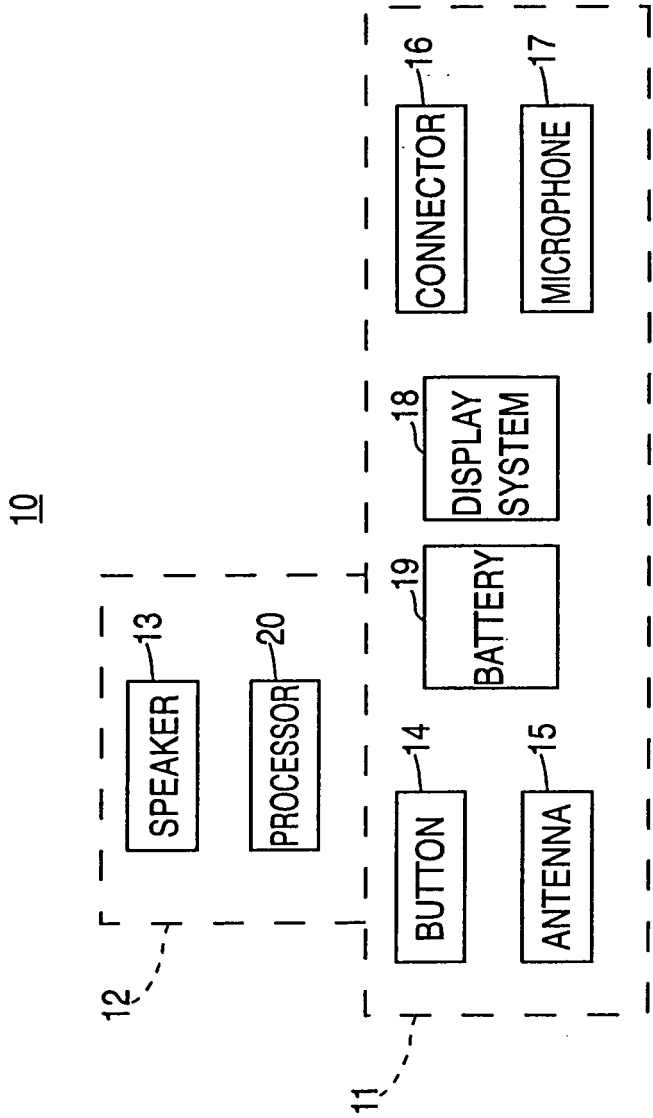 10
12
SPEAKER
13
PROCESSOR
20
11
BUTTON
14
ANTENNA
15
19
BATTERY
18
DISPLAY
SYSTEM
CONNECTOR
16
MICROPHONE
17